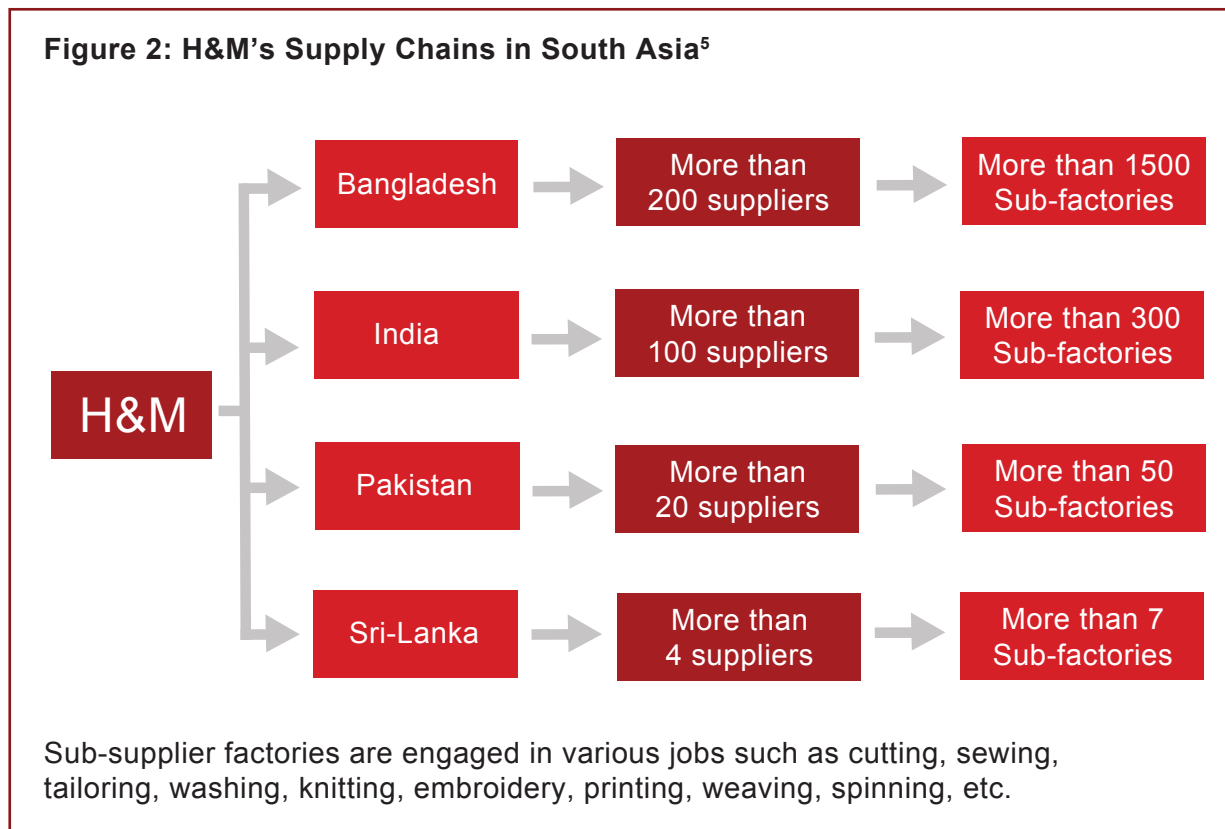 Figure 2: H&M’s Supply Chains in South Asia⁵
H&M
Bangladesh
More than
200 suppliers
More than 1500
Sub-factories
India
More than
100 suppliers
More than 300
Sub-factories
Pakistan
More than
20 suppliers
More than 50
Sub-factories
Sri-Lanka
More than
4 suppliers
More than 7
Sub-factories
Sub-supplier factories are engaged in various jobs such as cutting, sewing,
tailoring, washing, knitting, embroidery, printing, weaving, spinning, etc.